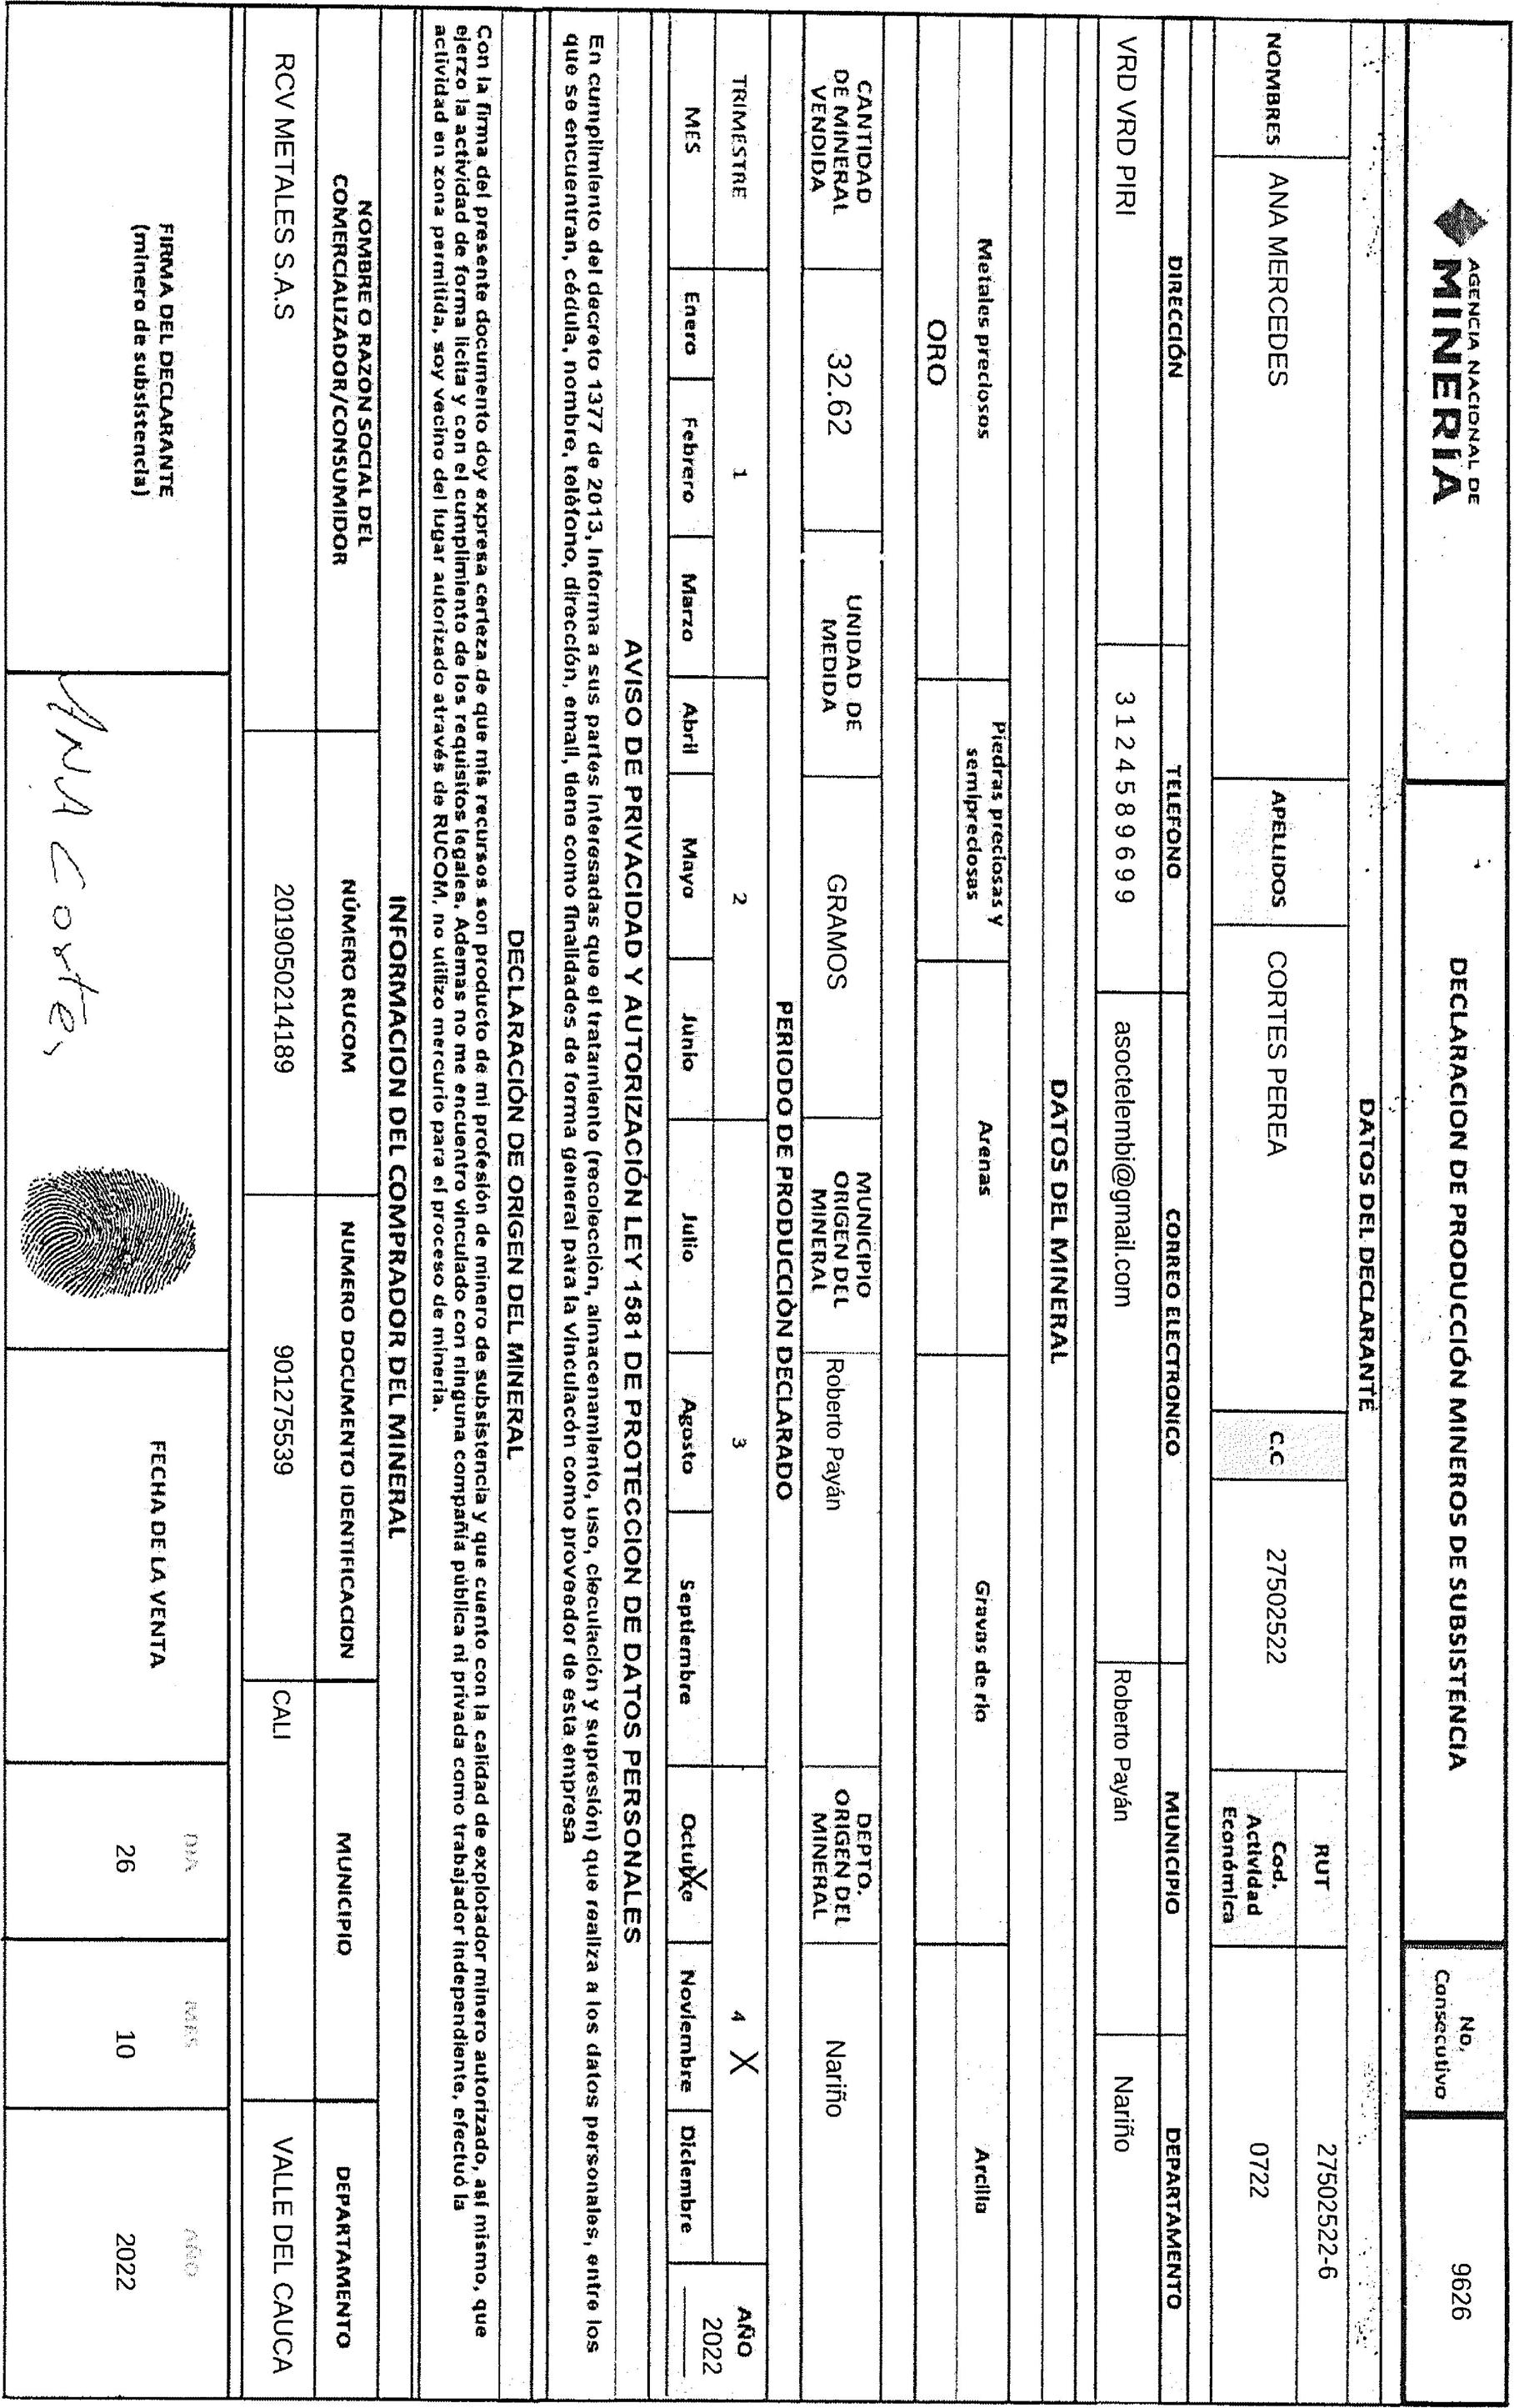 AGENCIA NACIONAL DE
MINERIA
DECLARACION DE PRODUCCIÓN MINEROS DE SUBSISTENCIA
No. Consecutivo
9626
DATOS DEL DECLARANTE
NOMBRES
ANA MERCEDES
APELLIDOS
CORTES PEREA
C.C
27502522
RUT
27502522-6
Cod. Actividad Económica
0722
DIRECCIÓN
TELEFONO
CORREO ELECTRONICO
MUNICIPIO
DEPARTAMENTO
VRD VRD PIRI
3124589699
asoctelembi@gmail.com
Roberto Payán
Nariño
DATOS DEL MINERAL
Metales preciosos
Piedras preciosas y semipreciosas
Arenas
Gravas de río
Arcilla
ORO
CANTIDAD DE MINERAL VENDIDA
32.62
UNIDAD DE MEDIDA
GRAMOS
MUNICIPIO ORIGEN DEL MINERAL
Roberto Payán
DEPTO. ORIGEN DEL MINERAL
Nariño
PERIODO DE PRODUCCIÓN DECLARADO
TRIMESTRE
1
2
3
4 X
AÑO
2022
MES
Enero
Febrero
Marzo
Abril
Mayo
Junio
Julio
Agosto
Septiembre
Octubre X
Noviembre
Diciembre
AVISO DE PRIVACIDAD Y AUTORIZACIÓN LEY 1581 DE PROTECCION DE DATOS PERSONALES
En cumplimiento del decreto 1377 de 2013, Informa a sus partes interesadas que el tratamiento (recolección, almacenamiento, uso, circulación y supresión) que realiza a los datos personales, entre los
que se encuentran, cédula, nombre, teléfono, dirección, email, tiene como finalidades de forma general para la vinculacón como proveedor de esta empresa
DECLARACIÓN DE ORIGEN DEL MINERAL
Con la firma del presente documento doy expresa certeza de que mis recursos son producto de mi profesión de minero de subsistencia y que cuento con la calidad de explotador minero autorizado, así mismo, que
ejerzo la actividad de forma licita y con el cumplimiento de los requisitos legales. Ademas no me encuentro vinculado con ninguna compañía pública ni privada como trabajador independiente, efectuó la
actividad en zona permitida, soy vecino del lugar autorizado através de RUCOM, no utilizo mercurio para el proceso de mineria.
INFORMACION DEL COMPRADOR DEL MINERAL
NOMBRE O RAZON SOCIAL DEL COMERCIALIZADOR/CONSUMIDOR
NÚMERO RUCOM
NUMERO DOCUMENTO IDENTIFICACION
MUNICIPIO
DEPARTAMENTO
RCV METALES S.A.S
2019050214189
901275539
CALI
VALLE DEL CAUCA
FIRMA DEL DECLARANTE
(minero de subsistencia)
ANA Cortes
FECHA DE LA VENTA
DIA
MES
AÑO
26
10
2022